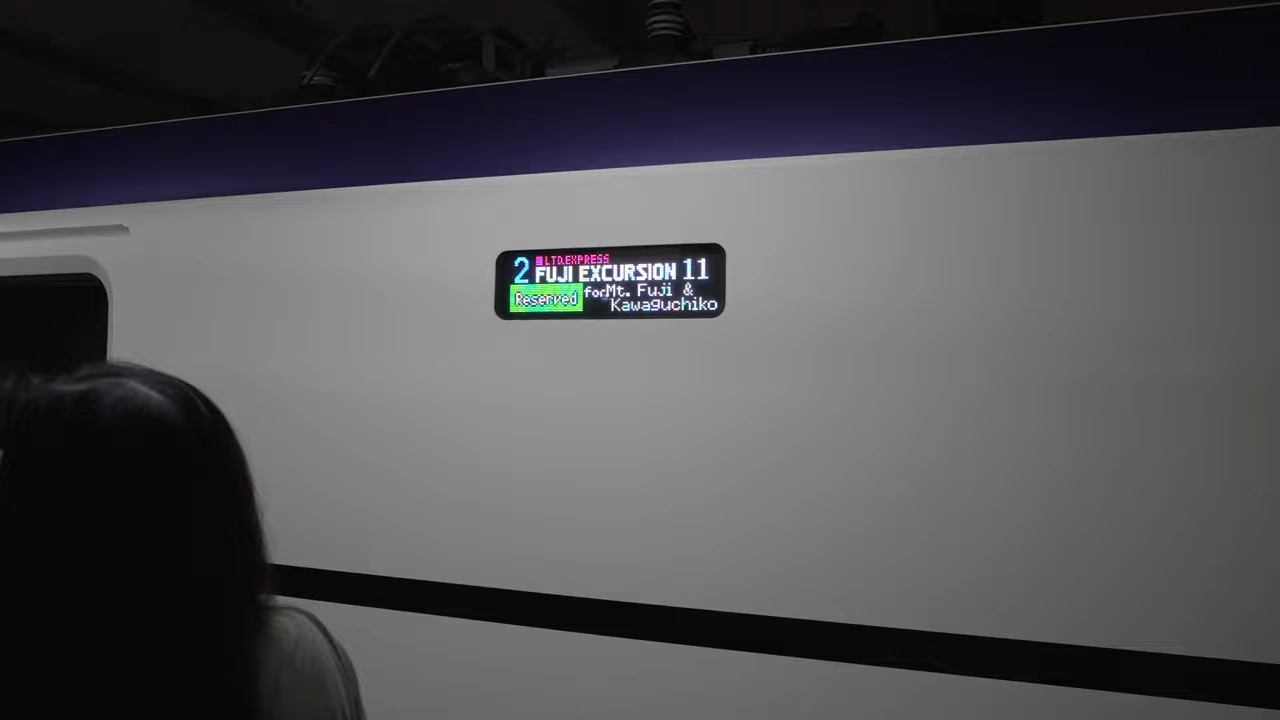 LTD.EXPRESS
2 FUJI EXCURSION 11
Reserved for Mt. Fuji &
Kawaguchiko